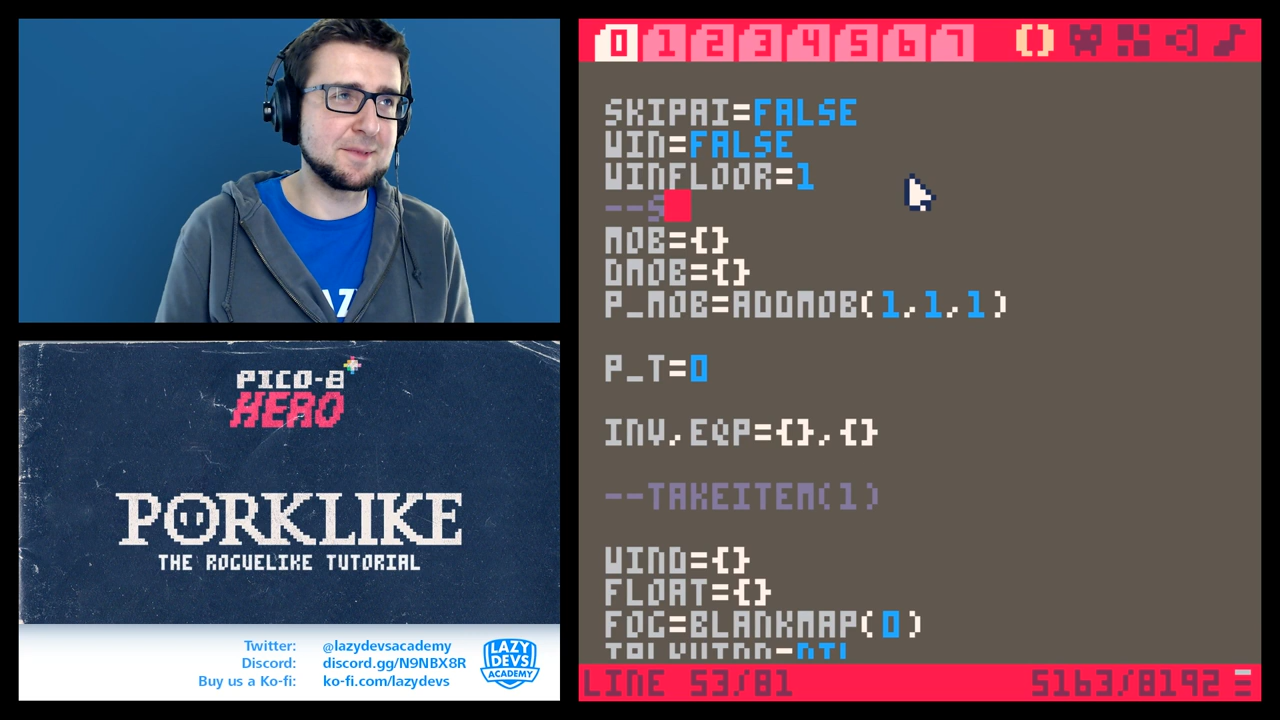 0 1 2 3 4 5 6 7
SKIPAI=FALSE
WIN=FALSE
WINFLOOR=1
--S
MOB={}
DMOB={}
P_MOB=ADDMOB(1,1,1)
P_T=0
INV,EQP={},{}
--TAKEITEM(1)
WIND={}
FLOAT={}
FOG=BLANKMAP(0)
LINE 53/81
5163/8192
PICO-8
HERO
PORKLIKE
THE ROGUELIKE TUTORIAL
Twitter: @lazydevsacademy
Discord: discord.gg/N9NBX8R
Buy us a Ko-fi: ko-fi.com/lazydevs
LAZY
DEVS
ACADEMY